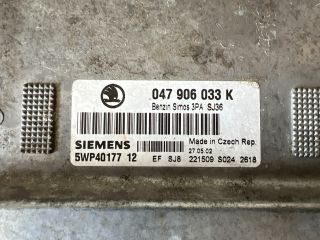 047 906 033 K
Benzin Simos 3PA SJ36
SIEMENS
Made in Czech Rep.
5WP40177 12
27.05.02
EF SJ8 221509 S024 2618